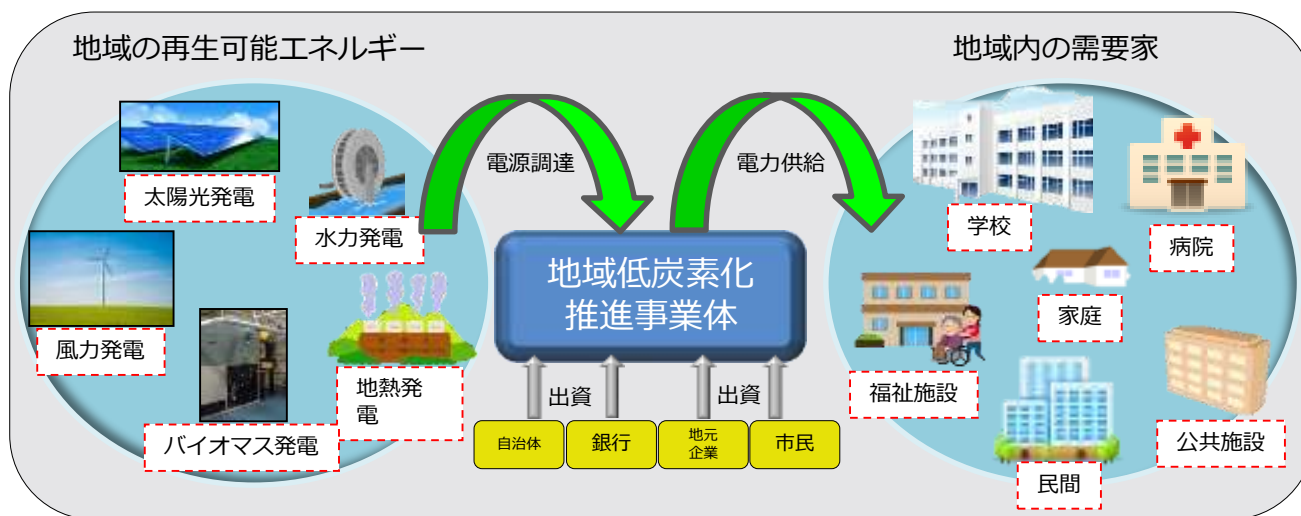 地域の再生可能エネルギー
地域内の需要家
太陽光発電
水力発電
風力発電
バイオマス発電
地熱発
電
電源調達
電力供給
地域低炭素化
推進事業体
出資
出資
自治体
銀行
地元
企業
市民
学校
病院
家庭
福祉施設
民間
公共施設